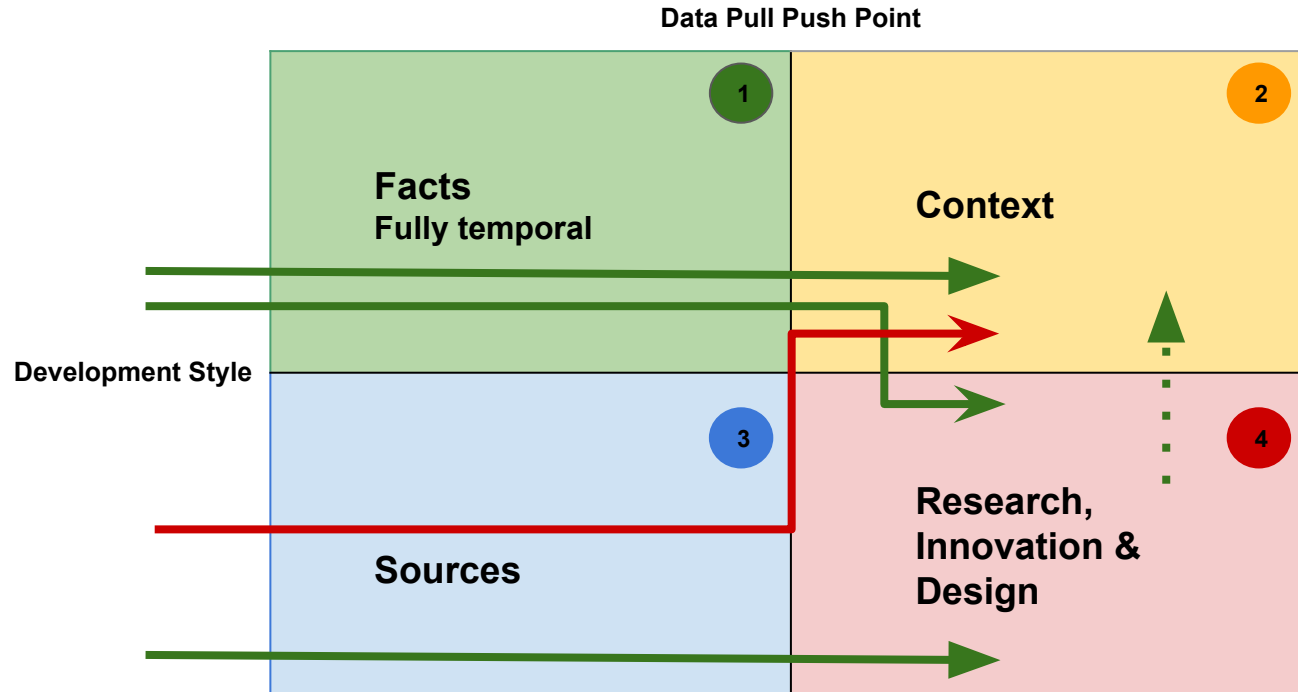 Data Pull Push Point
1
2
Facts
Fully temporal
Context
Development Style
3
4
Research,
Innovation &
Design
Sources